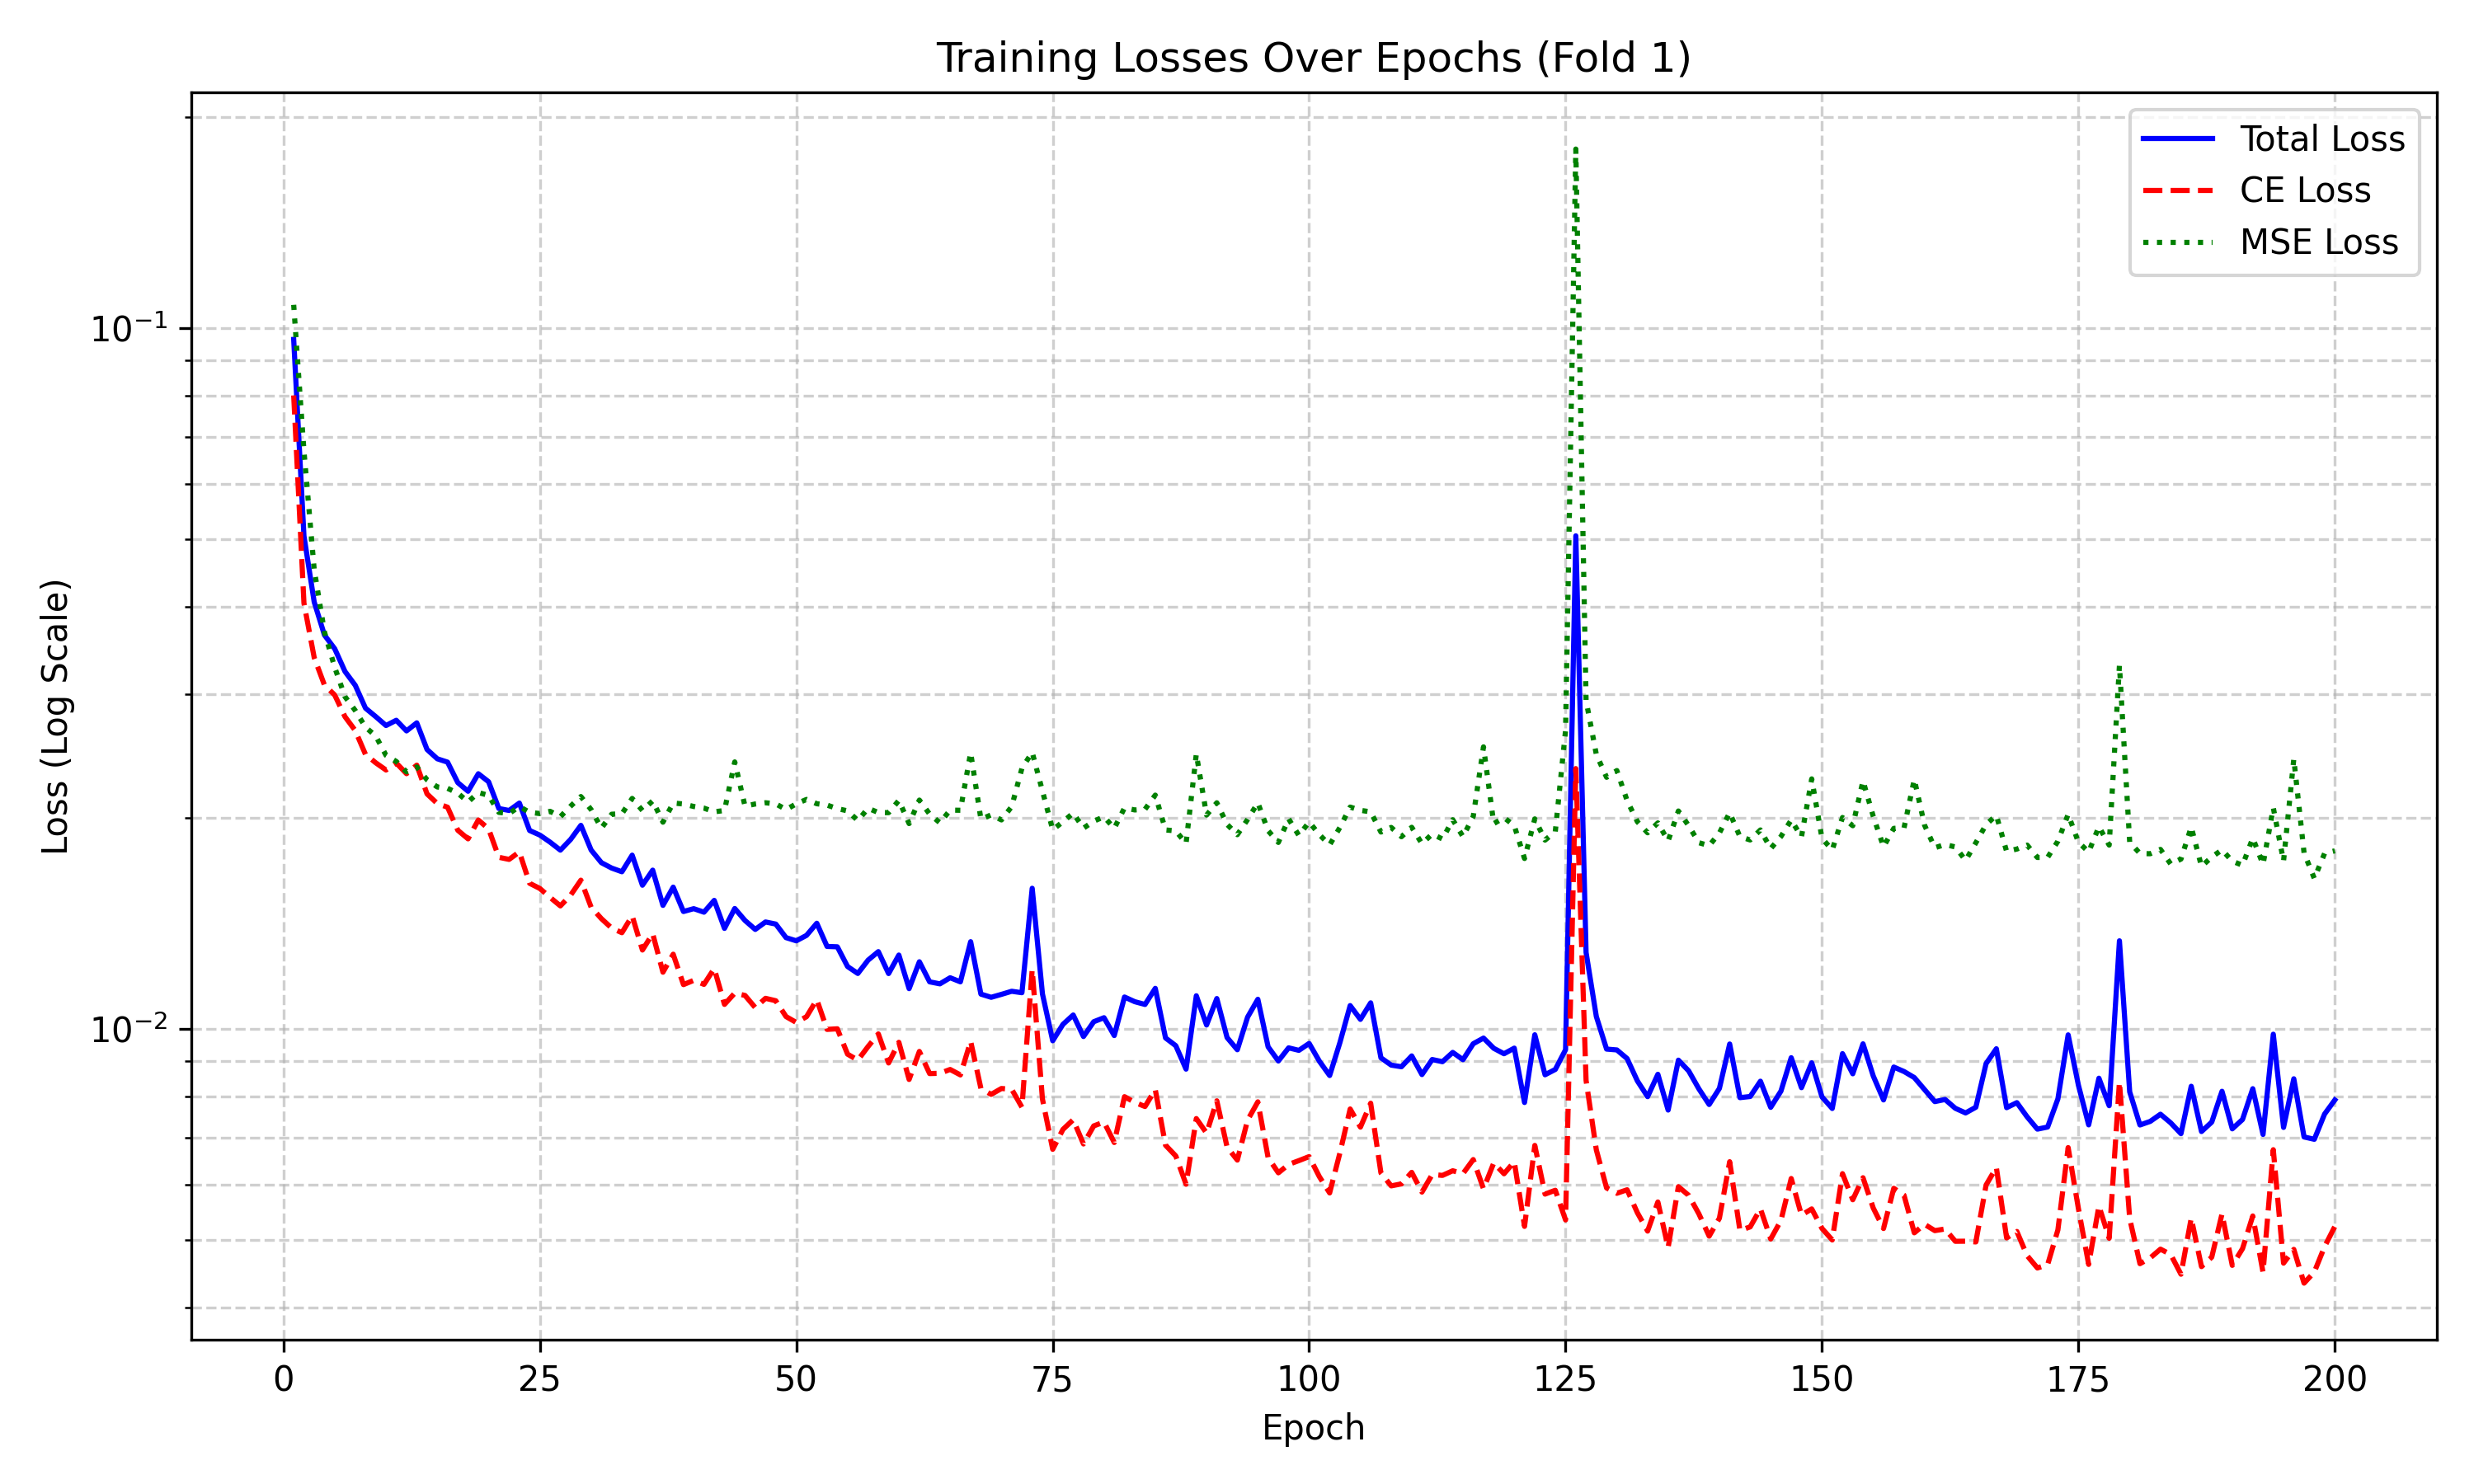 Training Losses Over Epochs (Fold 1)
Total Loss
CE Loss
MSE Loss
Loss (Log Scale)
10⁻¹
10⁻²
0 25 50 75 100 125 150 175 200
Epoch